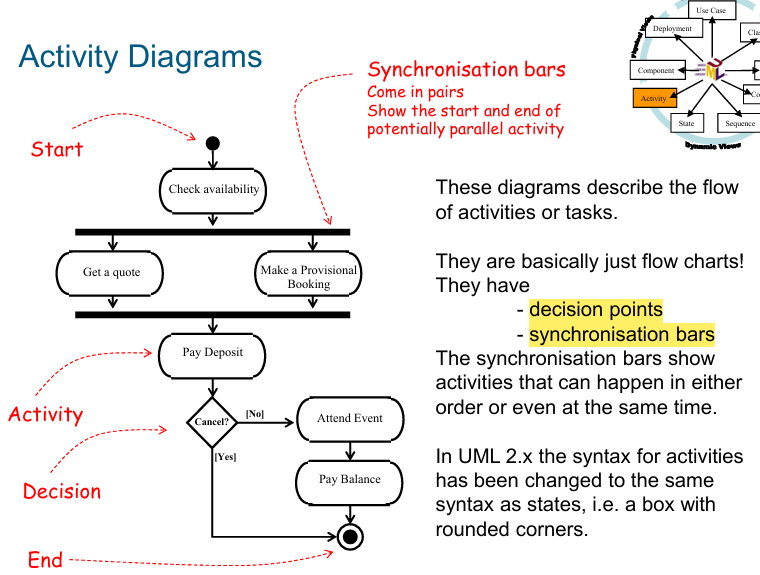 Activity Diagrams
Physical Views
Use Case
Deployment
Component
Activity
State
Sequence
Dynamic Views
Synchronisation bars
Come in pairs
Show the start and end of
potentially parallel activity
Start
Check availability
Get a quote
Make a Provisional
Booking
Pay Deposit
Activity
Cancel?
[No]
[Yes]
Attend Event
Pay Balance
Decision
End
These diagrams describe the flow
of activities or tasks.
They are basically just flow charts!
They have
- decision points
- synchronisation bars
The synchronisation bars show
activities that can happen in either
order or even at the same time.
In UML 2.x the syntax for activities
has been changed to the same
syntax as states, i.e. a box with
rounded corners.